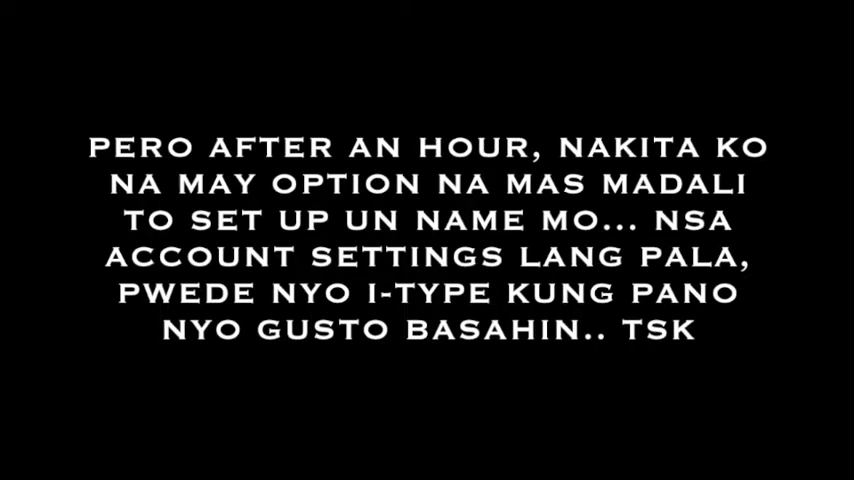 PERO AFTER AN HOUR, NAKITA KO
NA MAY OPTION NA MAS MADALI
TO SET UP UN NAME MO... NSA
ACCOUNT SETTINGS LANG PALA,
PWEDE NYO I-TYPE KUNG PANO
NYO GUSTO BASAHIN.. TSK